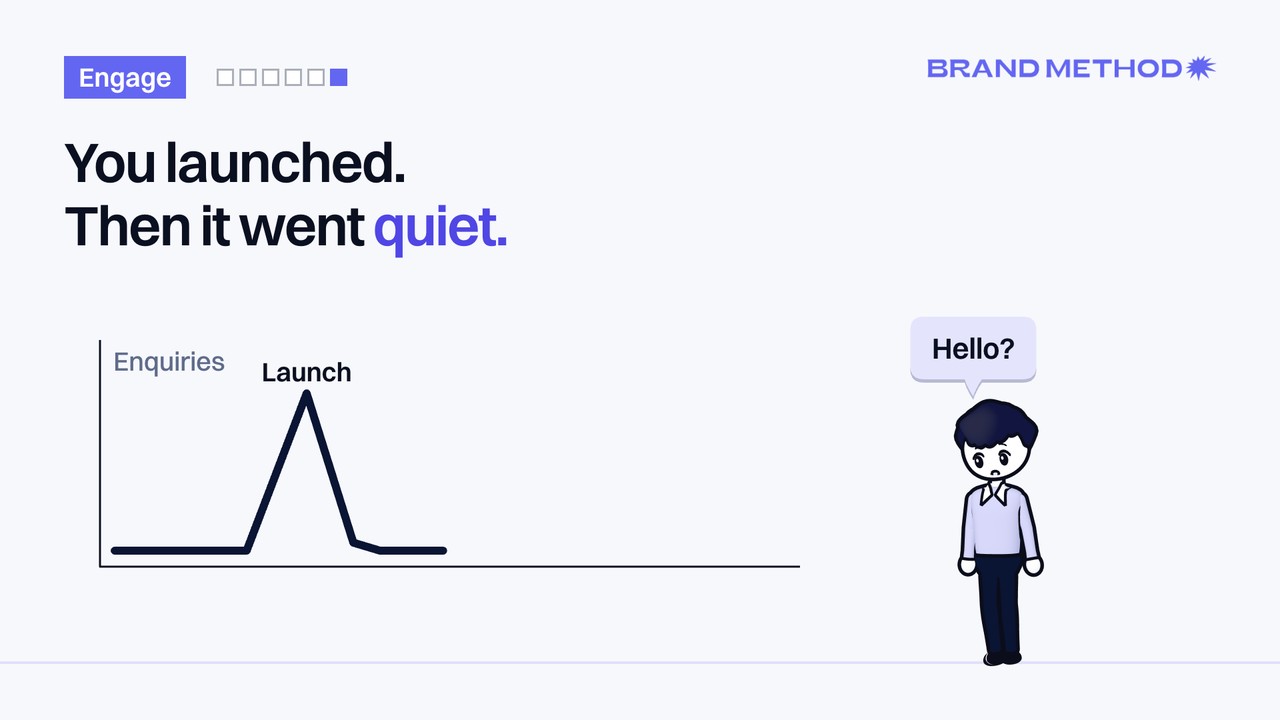 Engage
BRAND METHOD
You launched.
Then it went quiet.
Enquiries
Launch
Hello?